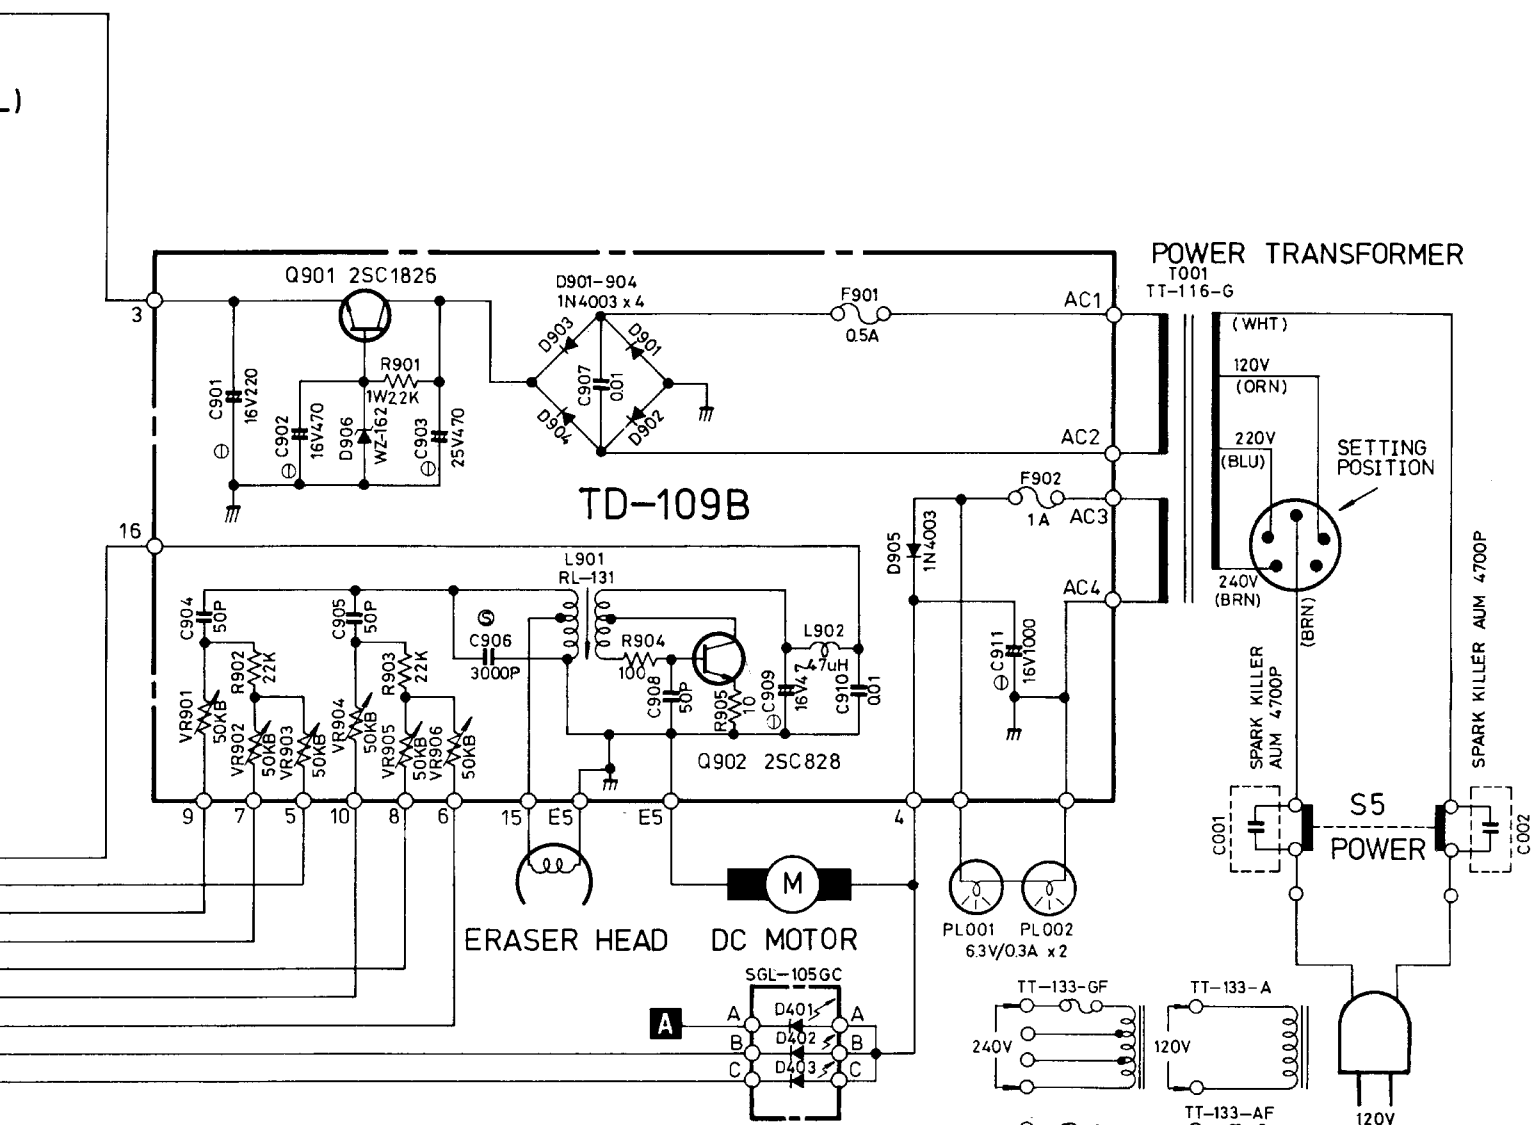 L)
POWER TRANSFORMER
T001
TT-116-G
Q901 2SC1826
D901-904
1N4003 x 4
F901
0.5A
AC1
(WHT)
3
D903
D901
R901
1W22K
C907
0.01
120V
(ORN)
C901
16V220
C902
16V470
D906
WZ-162
C903
25V470
D904
D902
AC2
220V
(BLU)
SETTING
POSITION
TD-109B
F902
1A
AC3
16
D905
1N4003
L901
RL-131
AC4
240V
(BRN)
(BRN)
C904
50P
C905
50P
S
C906
3000P
R904
100
L902
47uH
C911
16V1000
R902
22K
R903
22K
C908
50P
R905
10
C909
16V47
C910
0.01
VR901
50KB
VR902
50KB
VR903
50KB
VR904
50KB
VR905
50KB
VR906
50KB
Q902 2SC828
SPARK KILLER
AUM 4700P
SPARK KILLER AUM 4700P
9
7
5
10
8
6
15
E5
E5
4
C001
S5
POWER
C002
M
ERASER HEAD
DC MOTOR
PL001
PL002
6.3V/0.3A x 2
SGL-105GC
A
A
D401
A
B
D402
B
C
D403
C
TT-133-GF
TT-133-A
240V
120V
TT-133-AF
120V